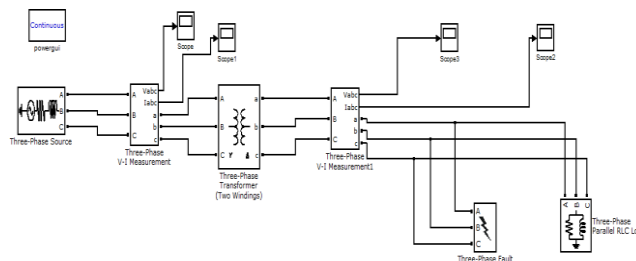 Continuous
powergui
Scope
Scope1
Scope3
Scope2
A
B
C
Three-Phase Source
A
B
C
Vabc
Iabc
a
b
c
Three-Phase
V-I Measurement
A
B
C
a
b
c
Y Δ
Three-Phase
Transformer
(Two Windings)
A
B
C
Vabc
Iabc
a
b
c
Three-Phase
V-I Measurement1
A
B
C
Three-Phase Fault
A B C
Three-Phase
Parallel RLC Lo